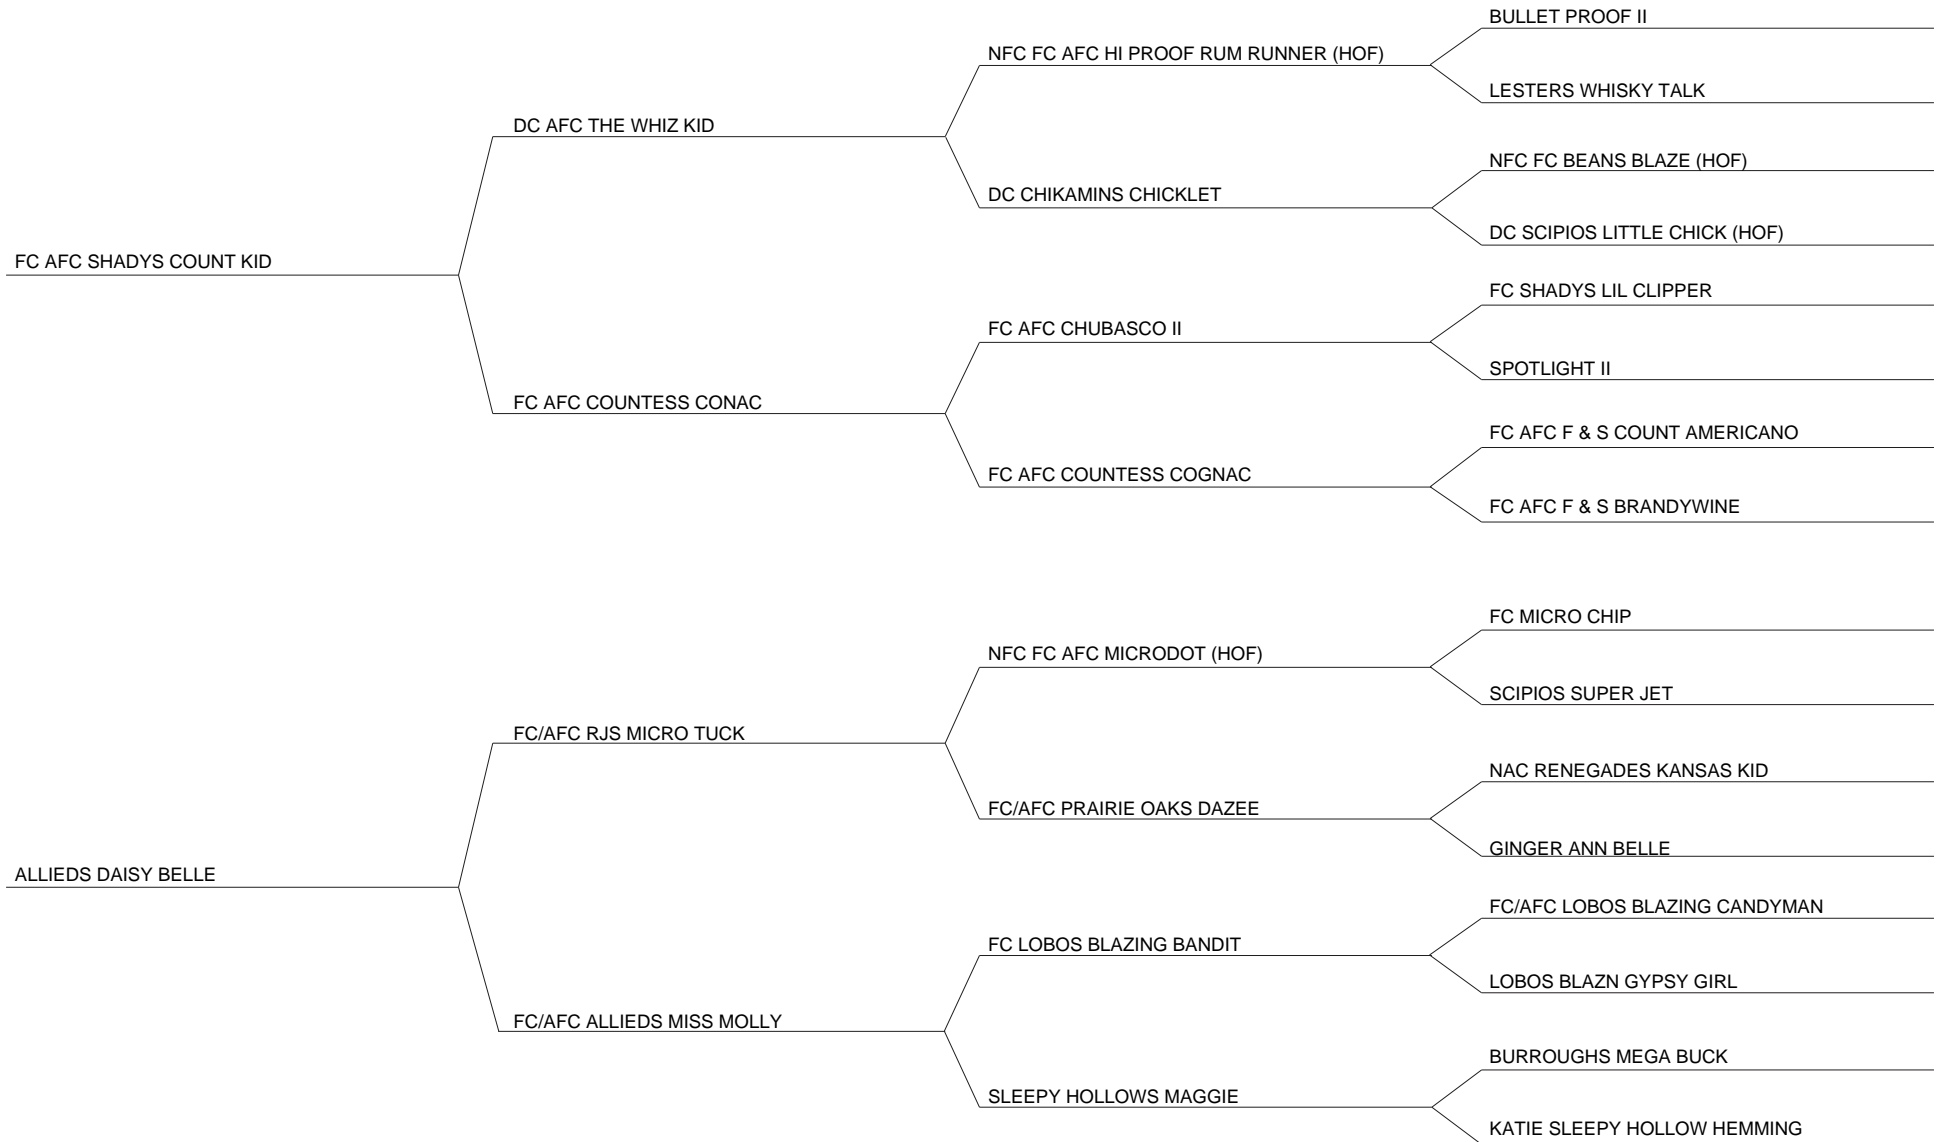 BULLET PROOF II
NFC FC AFC HI PROOF RUM RUNNER (HOF)
LESTERS WHISKY TALK
DC AFC THE WHIZ KID
NFC FC BEANS BLAZE (HOF)
DC CHIKAMINS CHICKLET
DC SCIPIOS LITTLE CHICK (HOF)
FC AFC SHADYS COUNT KID
FC SHADYS LIL CLIPPER
FC AFC CHUBASCO II
SPOTLIGHT II
FC AFC COUNTESS CONAC
FC AFC F & S COUNT AMERICANO
FC AFC COUNTESS COGNAC
FC AFC F & S BRANDYWINE
FC MICRO CHIP
NFC FC AFC MICRODOT (HOF)
SCIPIOS SUPER JET
FC/AFC RJS MICRO TUCK
NAC RENEGADES KANSAS KID
FC/AFC PRAIRIE OAKS DAZEE
GINGER ANN BELLE
ALLIEDS DAISY BELLE
FC/AFC LOBOS BLAZING CANDYMAN
FC LOBOS BLAZING BANDIT
LOBOS BLAZN GYPSY GIRL
FC/AFC ALLIEDS MISS MOLLY
BURROUGHS MEGA BUCK
SLEEPY HOLLOWS MAGGIE
KATIE SLEEPY HOLLOW HEMMING